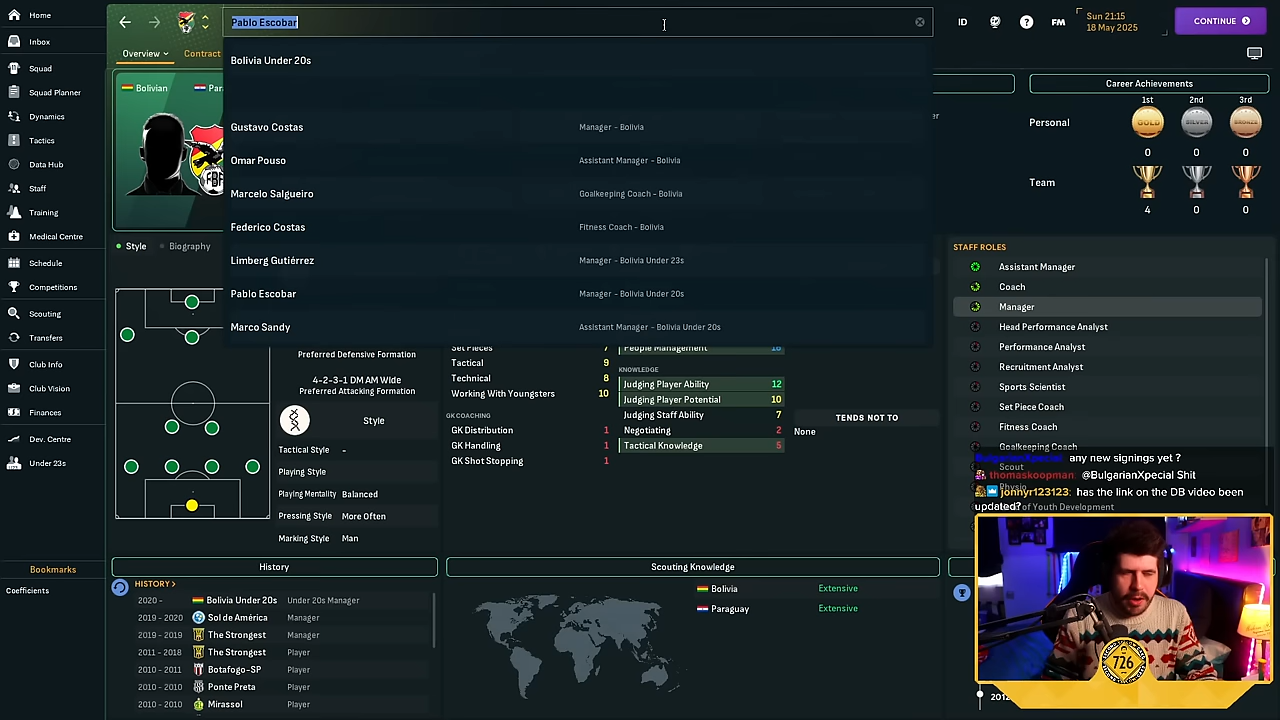 Home
Inbox
Squad
Squad Planner
Dynamics
Tactics
Data Hub
Staff
Training
Medical Centre
Schedule
Competitions
Scouting
Transfers
Club Info
Club Vision
Finances
Dev. Centre
Under 23s
Bookmarks
Coefficients
Pablo Escobar
ID
FM
Sun 21:15
18 May 2025
CONTINUE
Overview
Contract
Bolivia Under 20s
Gustavo Costas Manager - Bolivia
Omar Pouso Assistant Manager - Bolivia
Marcelo Salgueiro Goalkeeping Coach - Bolivia
Federico Costas Fitness Coach - Bolivia
Limberg Gutiérrez Manager - Bolivia Under 23s
Pablo Escobar Manager - Bolivia Under 20s
Marco Sandy Assistant Manager - Bolivia Under 20s
Bolivian
FBF
Style
Biography
Preferred Defensive Formation
4-2-3-1 DM AM Wide
Preferred Attacking Formation
Style
Tactical Style -
Playing Style
Playing Mentality Balanced
Pressing Style More Often
Marking Style Man
Set Pieces 7
Tactical 9
Technical 8
Working With Youngsters 10
GK COACHING
GK Distribution 1
GK Handling 1
GK Shot Stopping 1
People Management 16
KNOWLEDGE
Judging Player Ability 12
Judging Player Potential 10
Judging Staff Ability 7
Negotiating 2
Tactical Knowledge 5
TENDS NOT TO
None
Career Achievements
1st 2nd 3rd
Personal
GOLD SILVER BRONZE
0 0 0
Team
4 0 0
STAFF ROLES
Assistant Manager
Coach
Manager
Head Performance Analyst
Performance Analyst
Recruitment Analyst
Sports Scientist
Set Piece Coach
Fitness Coach
Goalkeeping Coach
Scout
Physio
of Youth Development
BulgarianXpecial: any new signings yet ?
thomaskoopman: @BulgarianXpecial Shit
jonnyr123123: has the link on the DB video been
updated?
History
HISTORY >
2020 - Bolivia Under 20s Under 20s Manager
2019 - 2020 Sol de América Manager
2019 - 2019 The Strongest Manager
2011 - 2018 The Strongest Player
2010 - 2011 Botafogo-SP Player
2010 - 2010 Ponte Preta Player
2010 - 2010 Mirassol Player
Scouting Knowledge
Bolivia Extensive
Paraguay Extensive
726